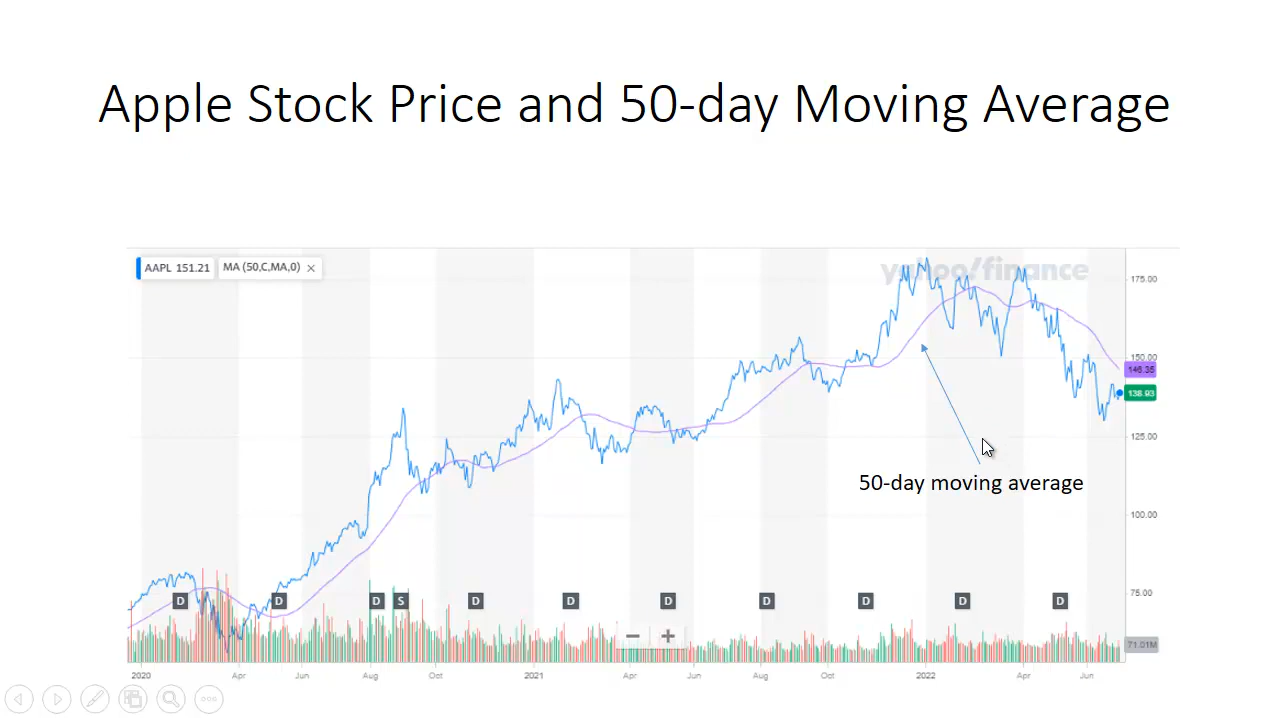 Apple Stock Price and 50-day Moving Average
AAPL 151.21 MA (50,C,MA,0) ×
yahoo!finance
175.00
150.00
146.35
138.93
125.00
50-day moving average
100.00
75.00
D D D S D D D D D D D
71.01M
2020 Apr Jun Aug Oct 2021 Apr Jun Aug Oct 2022 Apr Jun